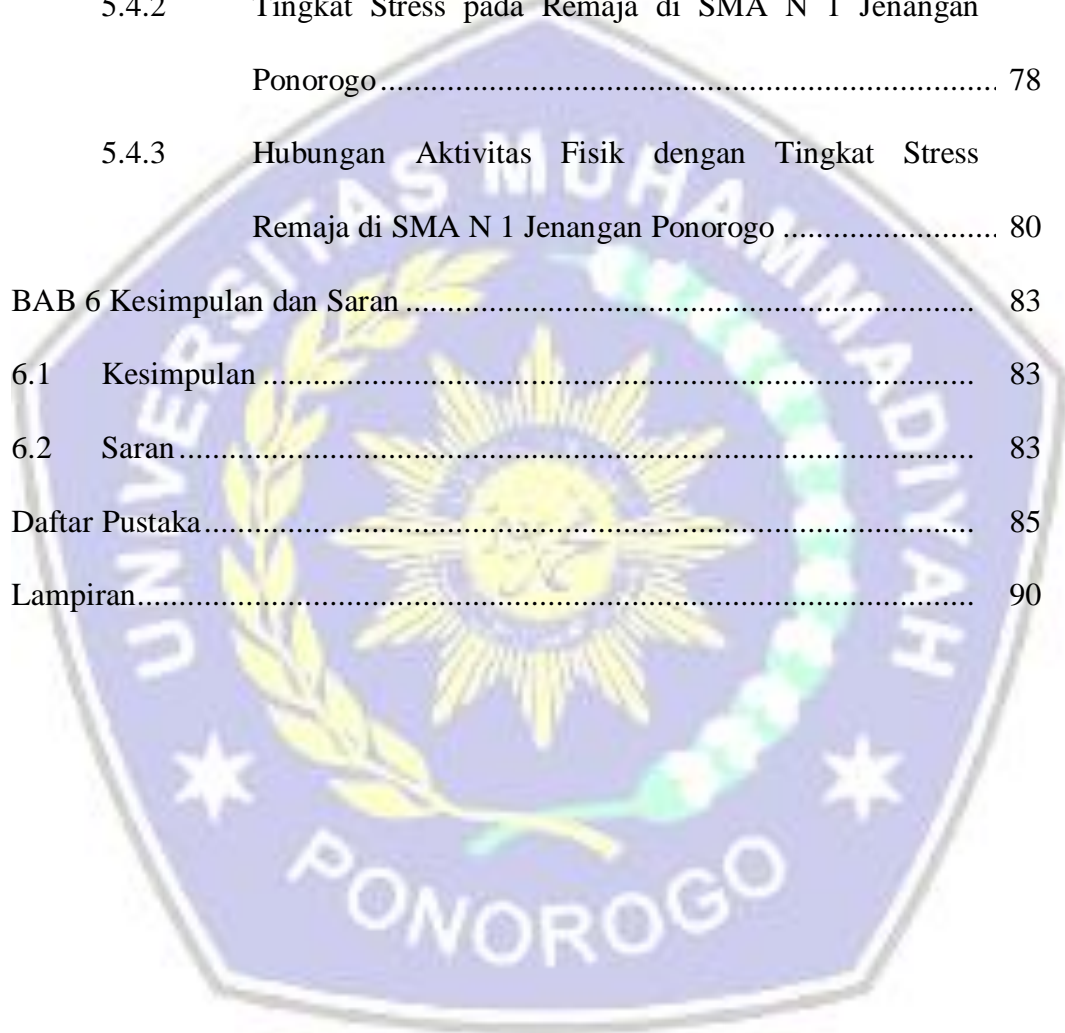 5.4.2 Tingkat Stress pada Remaja di SMA N 1 Jenangan
Ponorogo ........................................................................ 78
5.4.3 Hubungan Aktivitas Fisik dengan Tingkat Stress
Remaja di SMA N 1 Jenangan Ponorogo ......................... 80
BAB 6 Kesimpulan dan Saran .................................................................. 83
6.1 Kesimpulan ................................................................................... 83
6.2 Saran .............................................................................................. 83
Daftar Pustaka .......................................................................................... 85
Lampiran ................................................................................................... 90
UNIVERSITAS MUHAMMADIYAH
PONOROGO